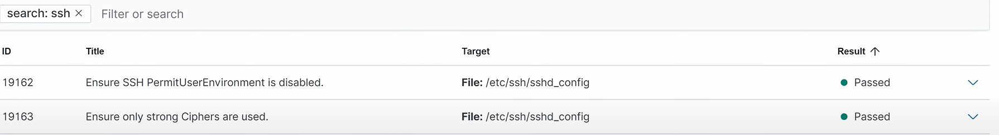 search: ssh × Filter or search
ID Title Target Result ↑
19162 Ensure SSH PermitUserEnvironment is disabled. File: /etc/ssh/sshd_config Passed
19163 Ensure only strong Ciphers are used. File: /etc/ssh/sshd_config Passed